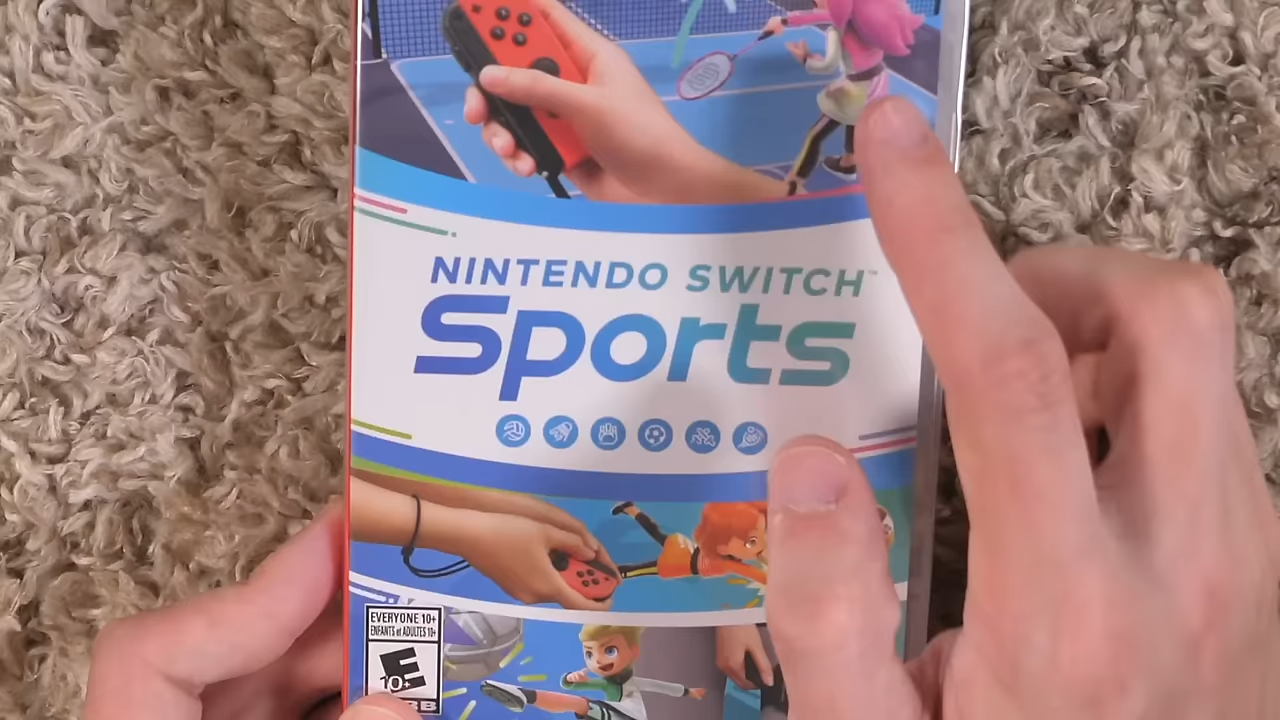 NINTENDO SWITCH™
Sports
EVERYONE 10+
ENFANTS et ADULTES 10+
E
10+